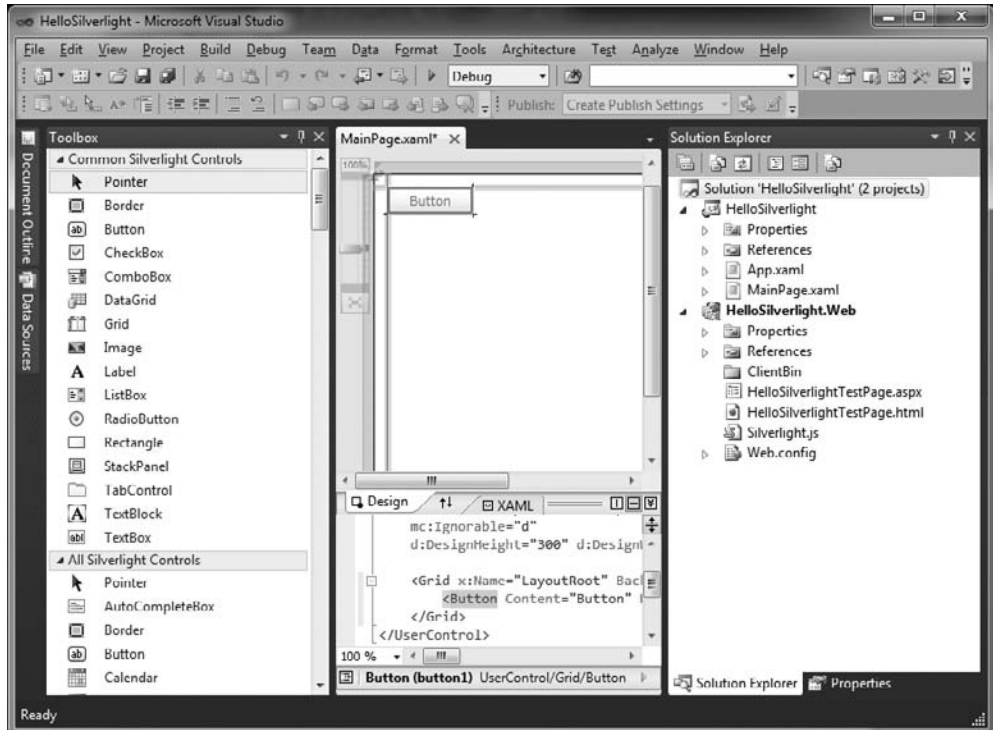 HelloSilverlight - Microsoft Visual Studio
File Edit View Project Build Debug Team Data Format Tools Architecture Test Analyze Window Help
Debug
Publish: Create Publish Settings
Document Outline
Data Sources
Toolbox
Common Silverlight Controls
Pointer
Border
Button
CheckBox
ComboBox
DataGrid
Grid
Image
Label
ListBox
RadioButton
Rectangle
StackPanel
TabControl
TextBlock
TextBox
All Silverlight Controls
Pointer
AutoCompleteBox
Border
Button
Calendar
MainPage.xaml*
100%
Button
Design XAML
mc:Ignorable="d"
d:DesignHeight="300" d:Design
<Grid x:Name="LayoutRoot" Bac
<Button Content="Button"
</Grid>
</UserControl>
100 %
Button (button1) UserControl/Grid/Button
Solution Explorer
Solution 'HelloSilverlight' (2 projects)
HelloSilverlight
Properties
References
App.xaml
MainPage.xaml
HelloSilverlight.Web
Properties
References
ClientBin
HelloSilverlightTestPage.aspx
HelloSilverlightTestPage.html
Silverlight.js
Web.config
Solution Explorer Properties
Ready